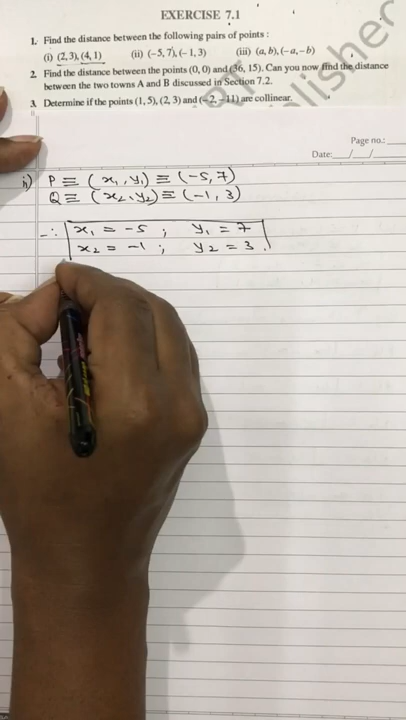 EXERCISE 7.1
1. Find the distance between the following pairs of points :
(i) (2, 3), (4, 1) (ii) (– 5, 7), (– 1, 3) (iii) (a, b), (– a, – b)
2. Find the distance between the points (0, 0) and (36, 15). Can you now find the distance
between the two towns A and B discussed in Section 7.2.
3. Determine if the points (1, 5), (2, 3) and (– 2, – 11) are collinear.
Page no.:
Date: __/__/__
ii) P ≡ (x₁, y₁) ≡ (-5, 7)
Q ≡ (x₂, y₂) ≡ (-1, 3)
∴ x₁ = -5 ; y₁ = 7
x₂ = -1 ; y₂ = 3